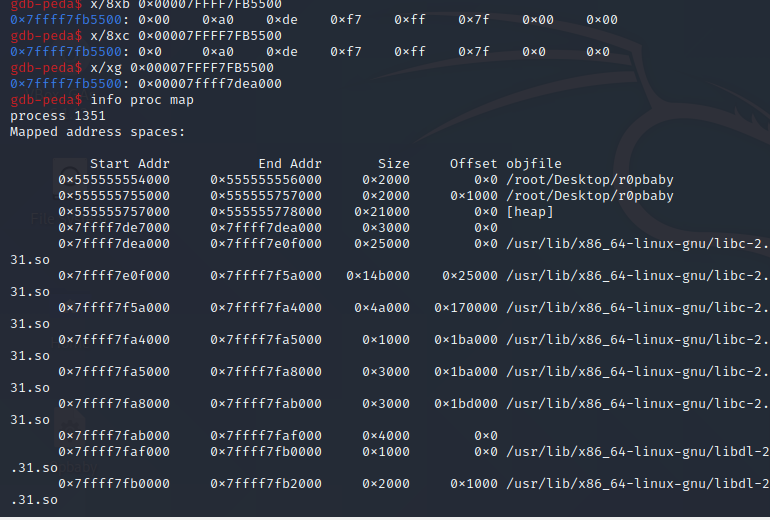 gdb-peda$ x/8xb 0×00007FFFF7FB5500
0×7ffff7fb5500: 0×00 0×a0 0×de 0×f7 0×ff 0×7f 0×00 0×00
gdb-peda$ x/8xc 0×00007FFFF7FB5500
0×7ffff7fb5500: 0×0 0×a0 0×de 0×f7 0×ff 0×7f 0×0 0×0
gdb-peda$ x/xg 0×00007FFFF7FB5500
0×7ffff7fb5500: 0×00007ffff7dea000
gdb-peda$ info proc map
process 1351
Mapped address spaces:
Start Addr End Addr Size Offset objfile
0×555555554000 0×555555556000 0×2000 0×0 /root/Desktop/r0pbaby
0×555555755000 0×555555757000 0×2000 0×1000 /root/Desktop/r0pbaby
0×555555757000 0×555555778000 0×21000 0×0 [heap]
0×7ffff7de7000 0×7ffff7dea000 0×3000 0×0
0×7ffff7dea000 0×7ffff7e0f000 0×25000 0×0 /usr/lib/x86_64-linux-gnu/libc-2.
31.so
0×7ffff7e0f000 0×7ffff7f5a000 0×14b000 0×25000 /usr/lib/x86_64-linux-gnu/libc-2.
31.so
0×7ffff7f5a000 0×7ffff7fa4000 0×4a000 0×170000 /usr/lib/x86_64-linux-gnu/libc-2.
31.so
0×7ffff7fa4000 0×7ffff7fa5000 0×1000 0×1ba000 /usr/lib/x86_64-linux-gnu/libc-2.
31.so
0×7ffff7fa5000 0×7ffff7fa8000 0×3000 0×1ba000 /usr/lib/x86_64-linux-gnu/libc-2.
31.so
0×7ffff7fa8000 0×7ffff7fab000 0×3000 0×1bd000 /usr/lib/x86_64-linux-gnu/libc-2.
31.so
0×7ffff7fab000 0×7ffff7faf000 0×4000 0×0
0×7ffff7faf000 0×7ffff7fb0000 0×1000 0×0 /usr/lib/x86_64-linux-gnu/libdl-2
.31.so
0×7ffff7fb0000 0×7ffff7fb2000 0×2000 0×1000 /usr/lib/x86_64-linux-gnu/libdl-2
.31.so